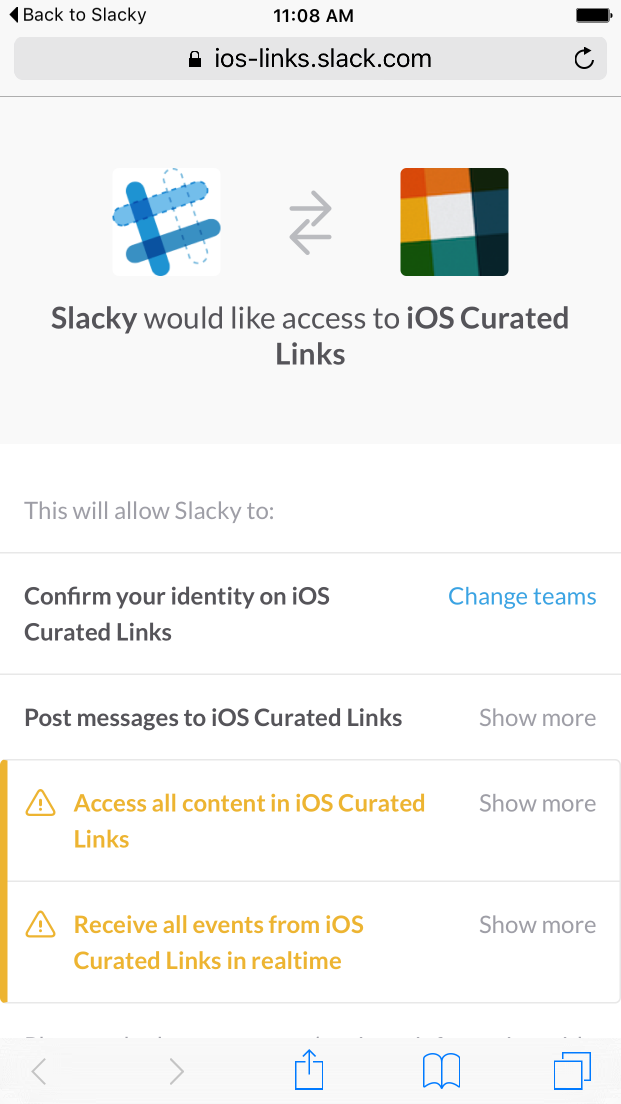 Back to Slacky
11:08 AM
ios-links.slack.com
Slacky would like access to iOS Curated
Links
This will allow Slacky to:
Confirm your identity on iOS
Curated Links
Change teams
Post messages to iOS Curated Links
Show more
Access all content in iOS Curated
Links
Show more
Receive all events from iOS
Curated Links in realtime
Show more